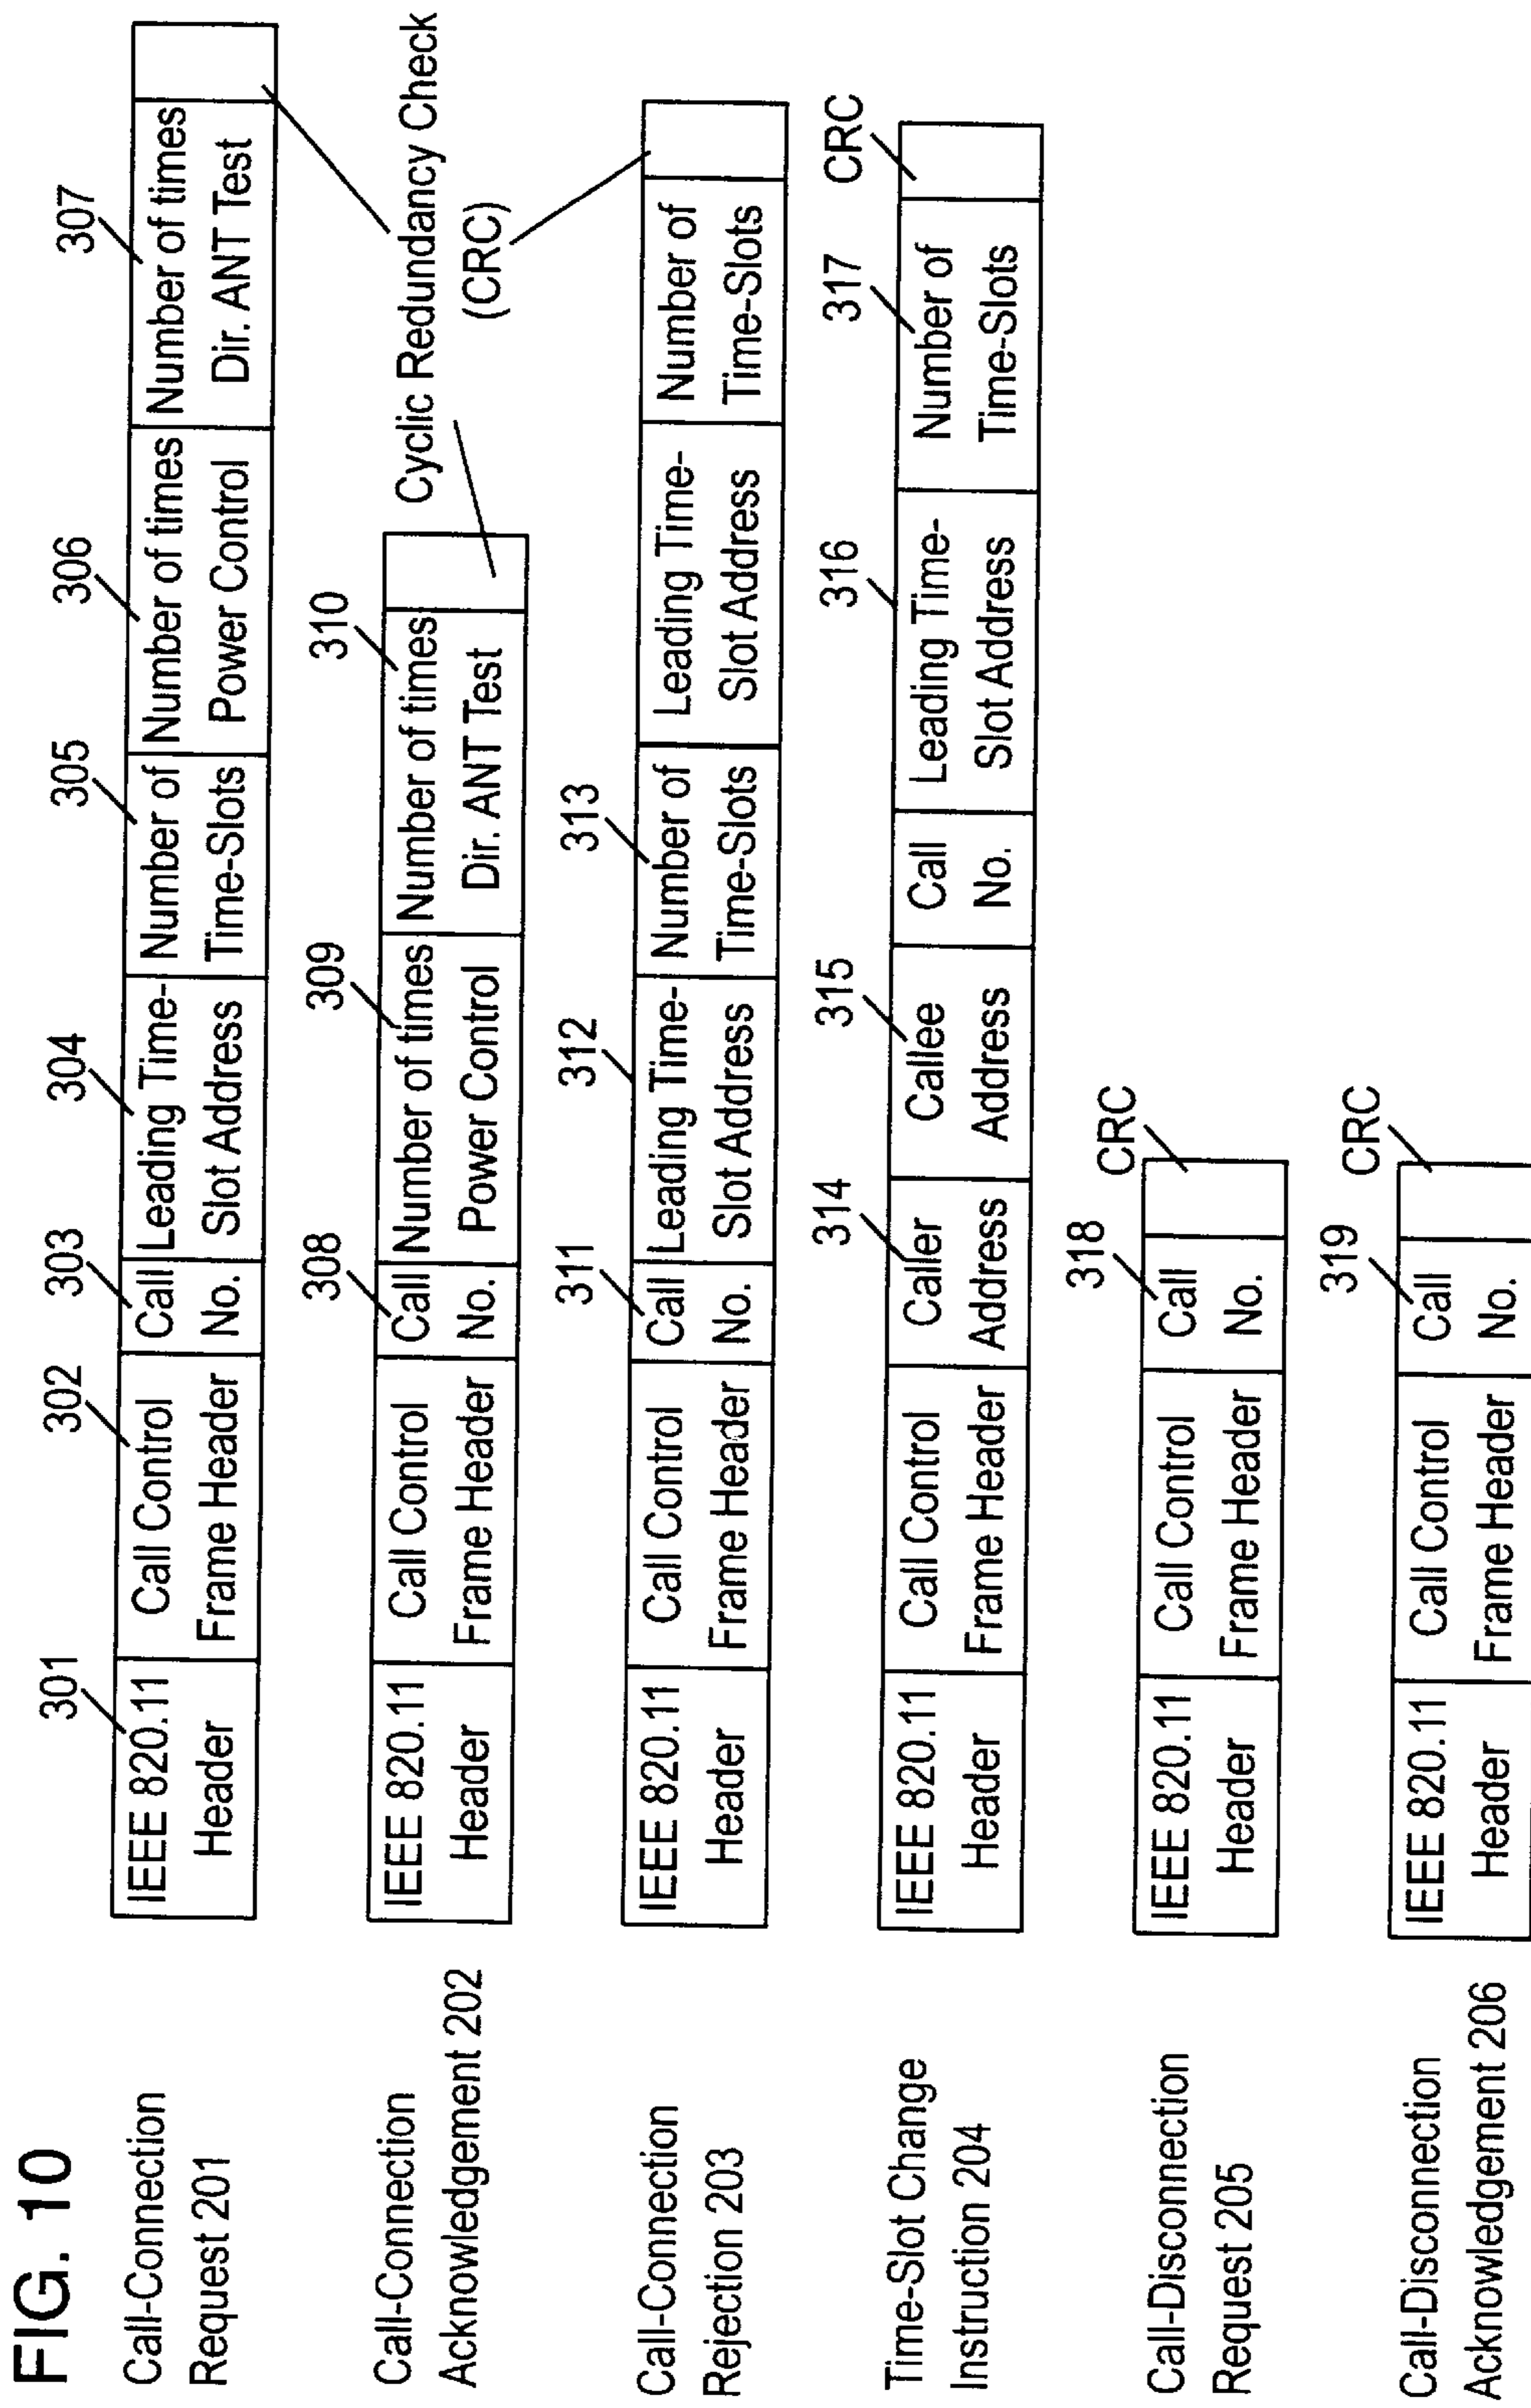 FIG. 10
Call-Connection
Request 201
301
302
303
304
305
306
307
IEEE 820.11
Header
Call Control
Frame Header
Call
No.
Leading Time-
Slot Address
Number of
Time-Slots
Number of times
Power Control
Number of times
Dir. ANT Test
Call-Connection
Acknowledgement 202
308
309
310
IEEE 820.11
Header
Call Control
Frame Header
Call
No.
Number of times
Power Control
Number of times
Dir. ANT Test
Cyclic Redundancy Check
(CRC)
Call-Connection
Rejection 203
311
312
313
IEEE 820.11
Header
Call Control
Frame Header
Call
No.
Leading Time-
Slot Address
Number of
Time-Slots
Leading Time-
Slot Address
Number of
Time-Slots
Time-Slot Change
Instruction 204
314
315
316
317
CRC
IEEE 820.11
Header
Call Control
Frame Header
Caller
Address
Callee
Address
Call
No.
Leading Time-
Slot Address
Number of
Time-Slots
Call-Disconnection
Request 205
318
CRC
IEEE 820.11
Header
Call Control
Frame Header
Call
No.
Call-Disconnection
Acknowledgement 206
319
CRC
IEEE 820.11
Header
Call Control
Frame Header
Call
No.